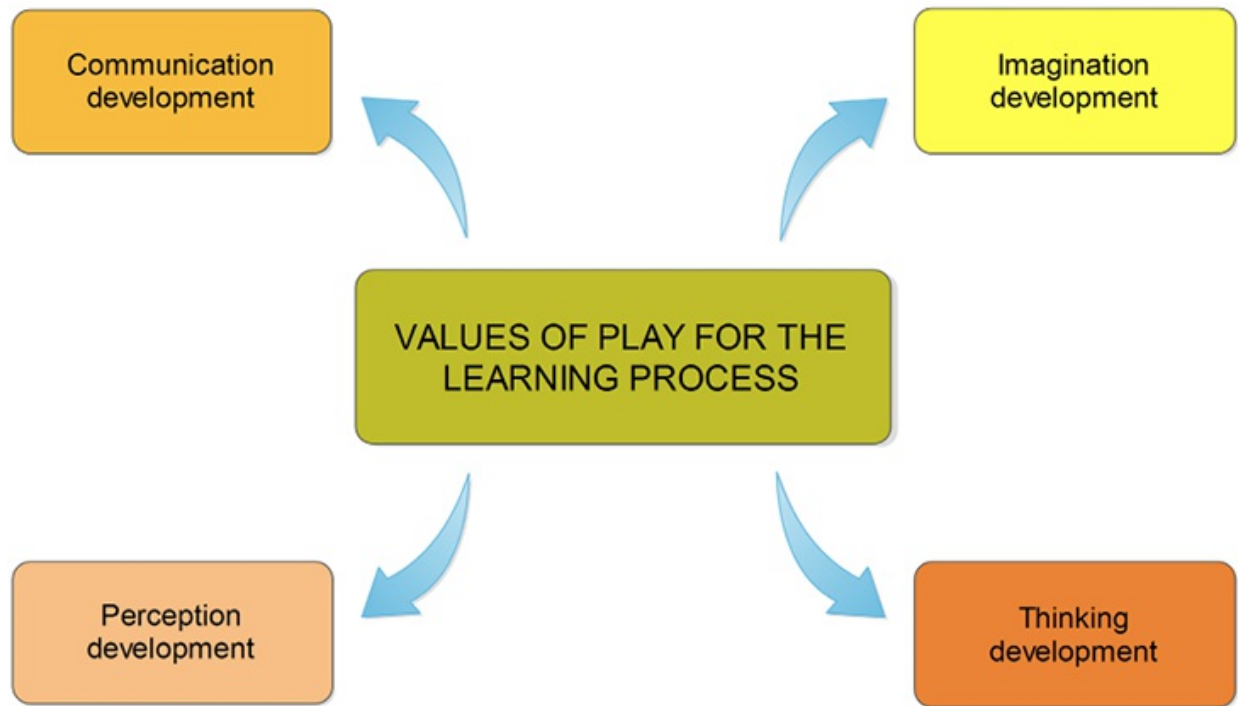 Communication
development
Imagination
development
VALUES OF PLAY FOR THE
LEARNING PROCESS
Perception
development
Thinking
development